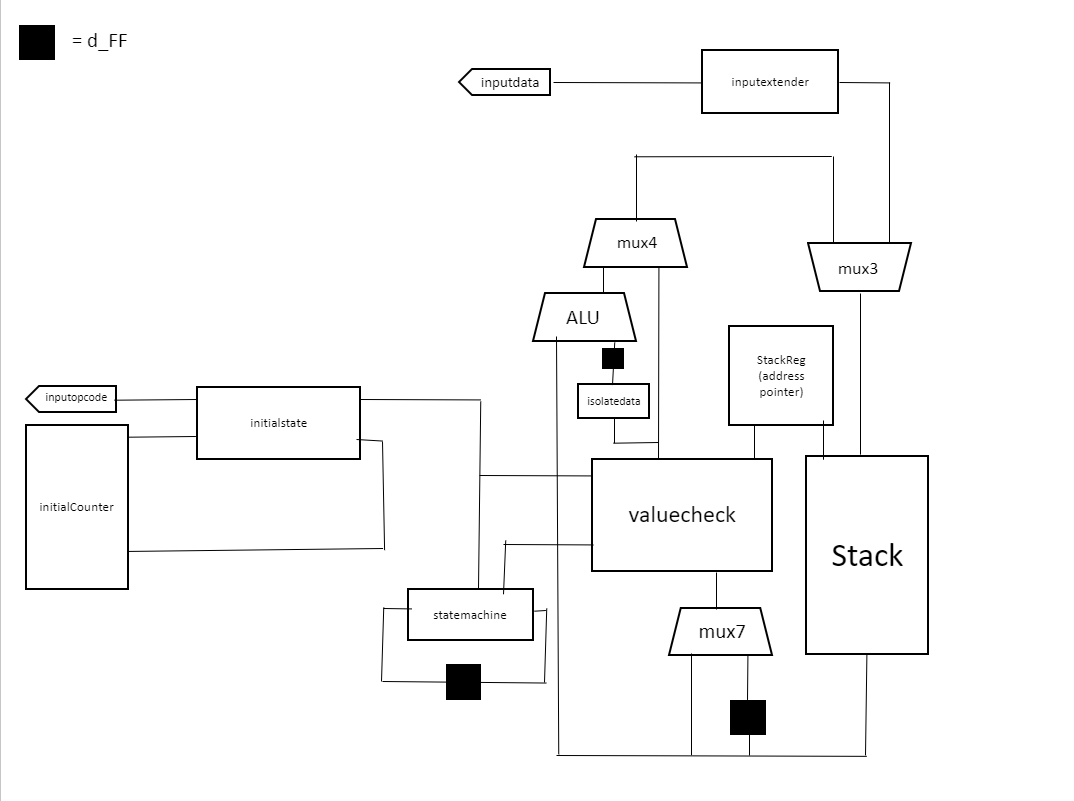 = d_FF
inputdata
inputextender
mux4
mux3
ALU
StackReg
(address
pointer)
isolatedata
inputopcode
initialstate
initialCounter
valuecheck
Stack
statemachine
mux7